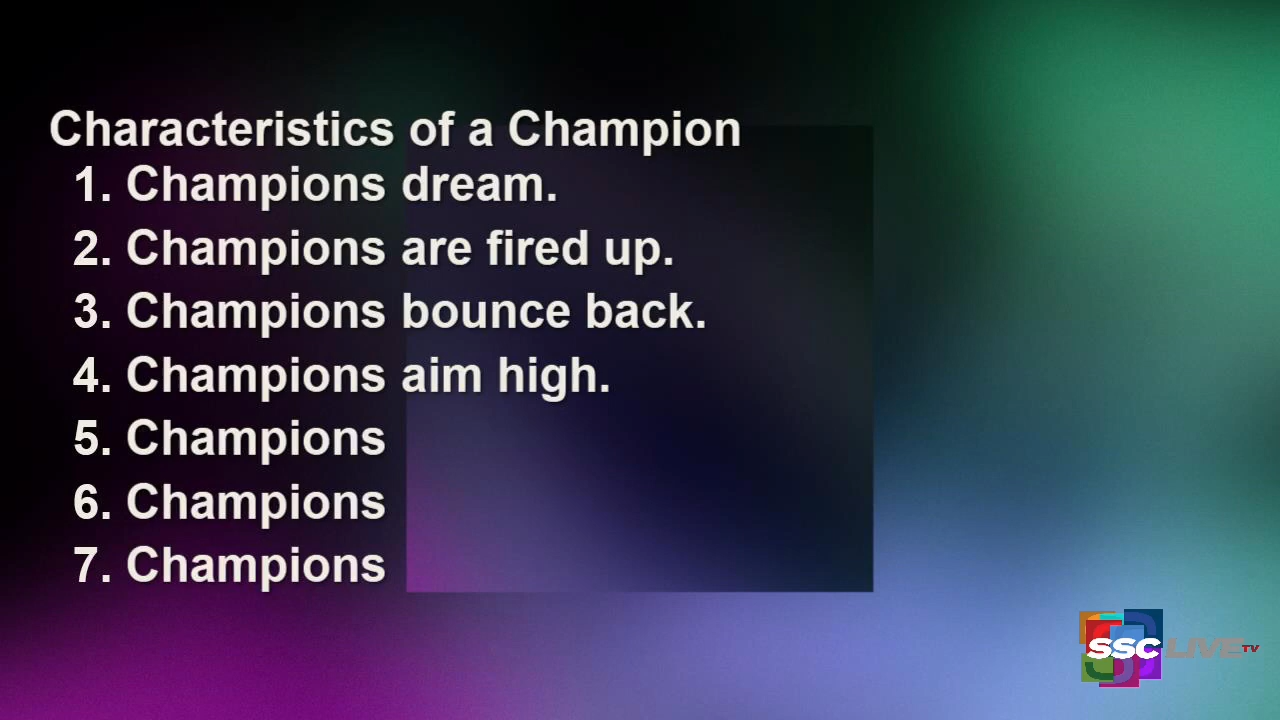 Characteristics of a Champion
1. Champions dream.
2. Champions are fired up.
3. Champions bounce back.
4. Champions aim high.
5. Champions
6. Champions
7. Champions
SSC LIVE TV